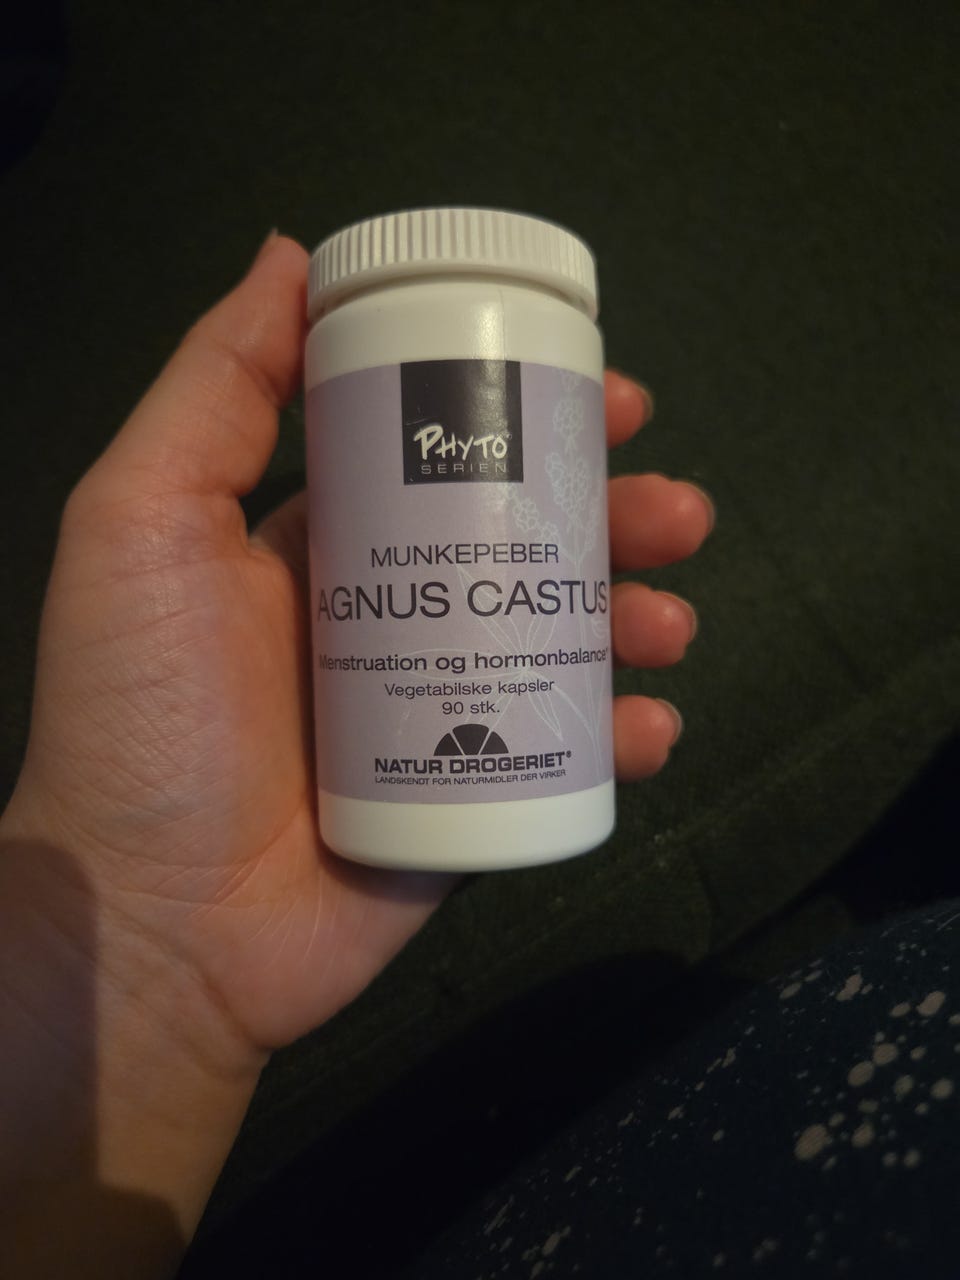 PHYTO®
SERIEN
MUNKEPEBER
AGNUS CASTUS
Menstruation og hormonbalance*
Vegetabilske kapsler
90 stk.
NATUR DROGERIET®
LANDSKENDT FOR NATURMIDLER DER VIRKER